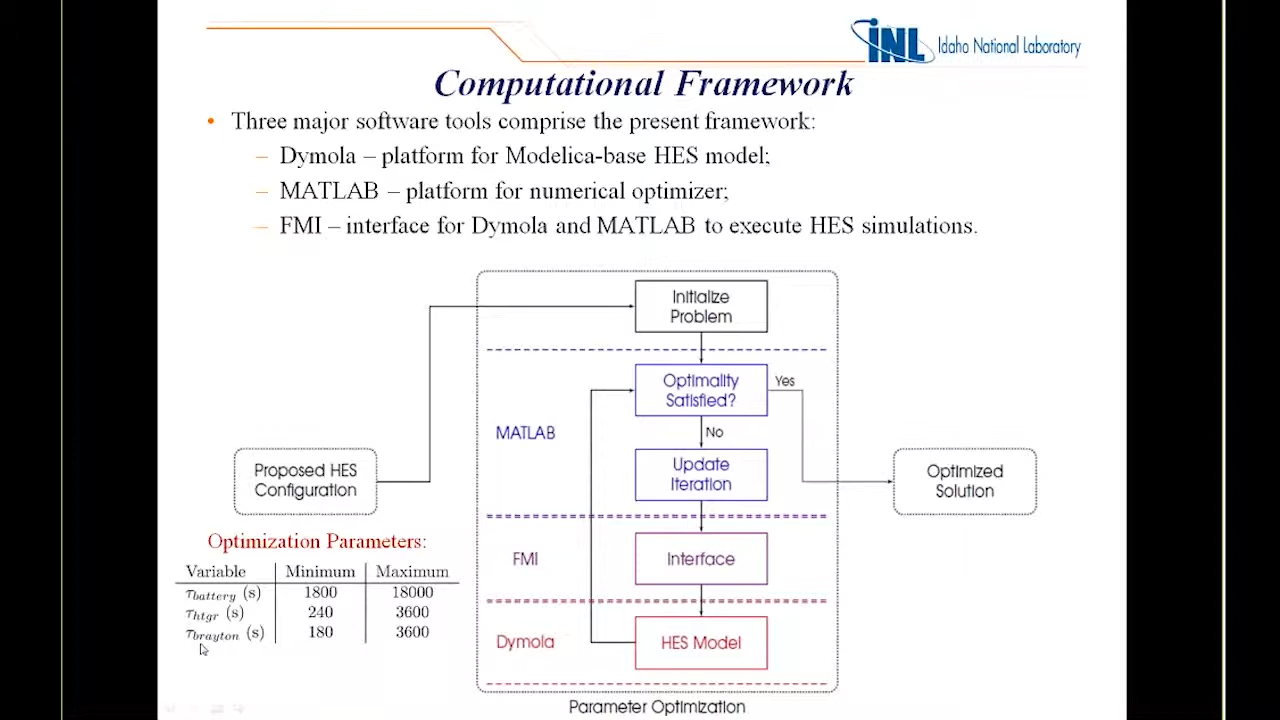 INL Idaho National Laboratory
Computational Framework
• Three major software tools comprise the present framework:
– Dymola – platform for Modelica-base HES model;
– MATLAB – platform for numerical optimizer;
– FMI – interface for Dymola and MATLAB to execute HES simulations.
Initialize
Problem
Optimality
Satisfied?
Yes
No
MATLAB
Update
Iteration
Proposed HES
Configuration
Optimized
Solution
FMI
Interface
Dymola
HES Model
Parameter Optimization
Optimization Parameters:
Variable Minimum Maximum
τbattery (s) 1800 18000
τhtgr (s) 240 3600
τbrayton (s) 180 3600